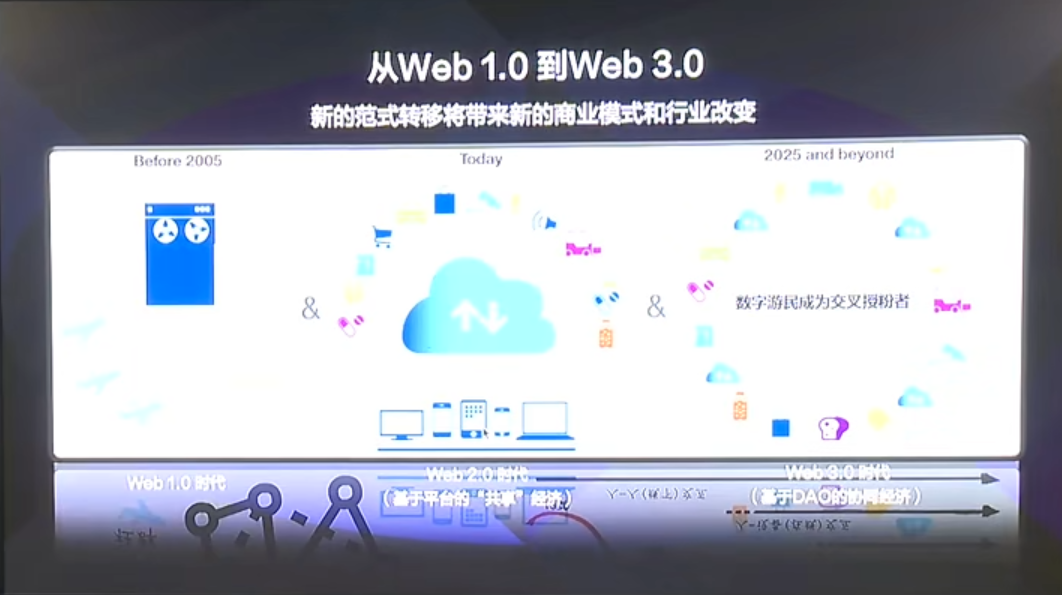 从Web 1.0 到Web 3.0
新的范式转移将带来新的商业模式和行业改变
Before 2005
Today
2025 and beyond
&
&
数字游民成为交叉授粉者
Web 1.0 时代
Web 2.0 时代
(基于平台的“共享”经济)
Web 3.0 时代
(基于DAO的协同经济)